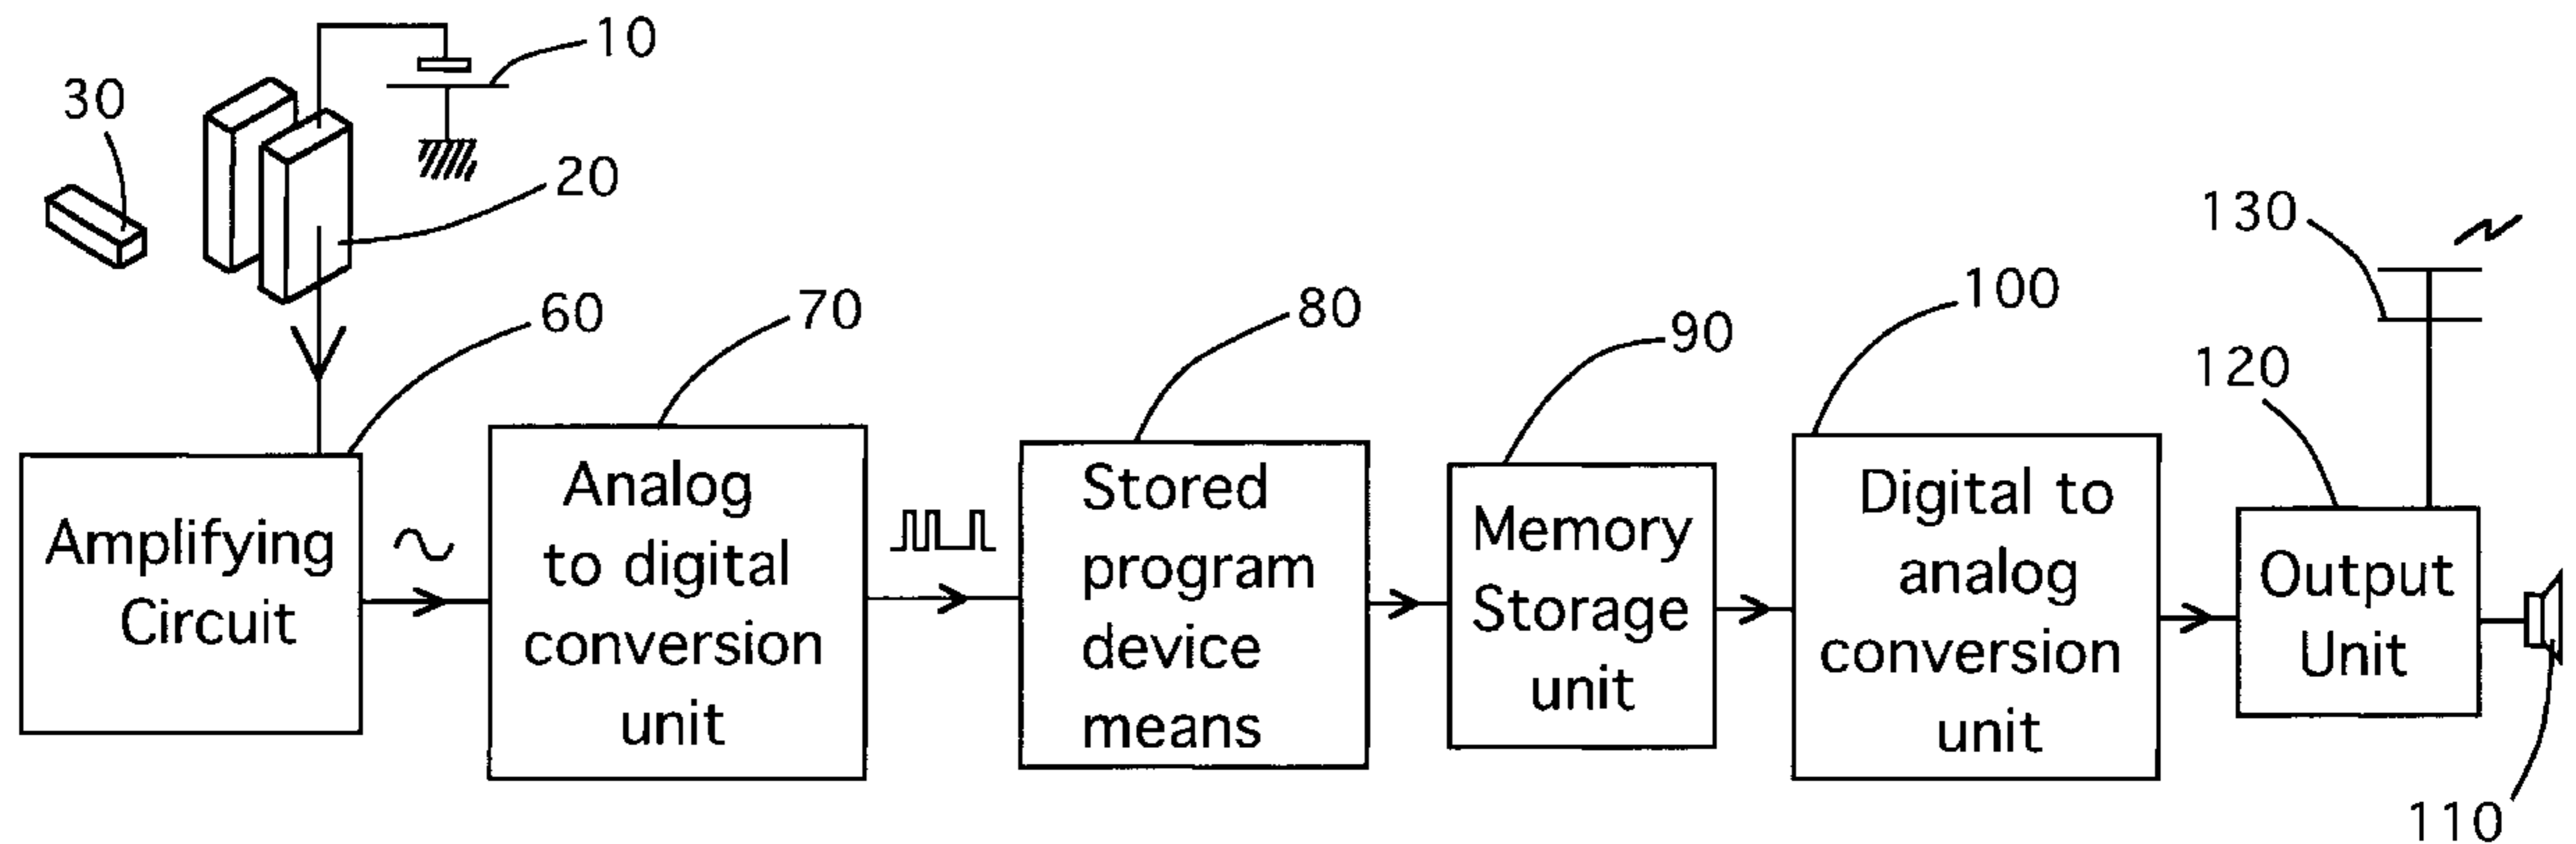 10
30
20
130
60
70
80
90
100
120
Amplifying
Circuit
Analog
to digital
conversion
unit
Stored
program
device
means
Memory
Storage
unit
Digital to
analog
conversion
unit
Output
Unit
110